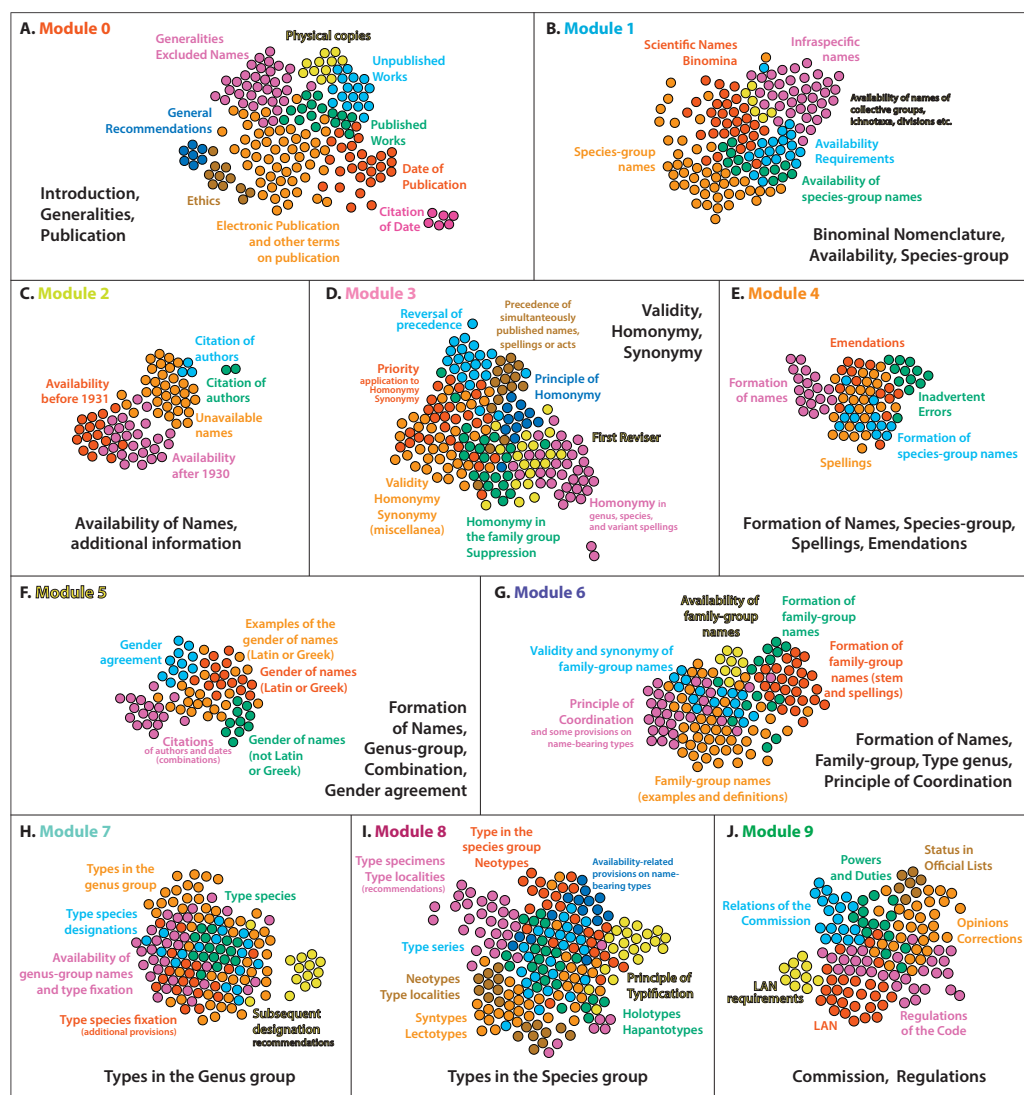 A. Module 0
Generalities
Excluded Names
Physical copies
Unpublished
Works
General
Recommendations
Published
Works
Date of
Publication
Ethics
Citation
of Date
Electronic Publication
and other terms
on publication
Introduction,
Generalities,
Publication
B. Module 1
Scientific Names
Binomina
Infraspecific
names
Availability of names of
collective groups,
ichnotaxa, divisions etc.
Species-group
names
Availability
Requirements
Availability of
species-group names
Binominal Nomenclature,
Availability, Species-group
C. Module 2
Citation of
authors
Citation of
authors
Availability
before 1931
Unavailable
names
Availability
after 1930
Availability of Names,
additional information
D. Module 3
Reversal of
precedence
Precedence of
simultaneously
published names,
spellings or acts
Validity,
Homonymy,
Synonymy
Priority
application to
Homonymy
Synonymy
Principle of
Homonymy
First Reviser
Validity
Homonymy
Synonymy
(miscellanea)
Homonymy in
the family group
Suppression
Homonymy in
genus, species,
and variant spellings
E. Module 4
Emendations
Formation
of names
Inadvertent
Errors
Formation of
species-group names
Spellings
Formation of Names, Species-group,
Spellings, Emendations
F. Module 5
Gender
agreement
Examples of the
gender of names
(Latin or Greek)
Gender of names
(Latin or Greek)
Citations
of authors and dates
(combinations)
Gender of names
(not Latin
or Greek)
Formation
of Names,
Genus-group,
Combination,
Gender agreement
G. Module 6
Availability of
family-group
names
Formation of
family-group
names
Validity and synonymy of
family-group names
Formation of
family-group
names (stem
and spellings)
Principle of
Coordination
and some provisions on
name-bearing types
Family-group names
(examples and definitions)
Formation of Names,
Family-group, Type genus,
Principle of Coordination
H. Module 7
Types in the
genus group
Type species
Type species
designations
Availability of
genus-group names
and type fixation
Type species fixation
(additional provisions)
Subsequent
designation
recommendations
Types in the Genus group
I. Module 8
Type in the
species group
Neotypes
Type specimens
Type localities
(recommendations)
Availability-related
provisions on name-
bearing types
Type series
Neotypes
Type localities
Principle of
Typification
Syntypes
Lectotypes
Holotypes
Hapantotypes
Types in the Species group
J. Module 9
Powers
and Duties
Status in
Official Lists
Relations of the
Commission
Opinions
Corrections
LAN
requirements
LAN
Regulations
of the Code
Commission, Regulations